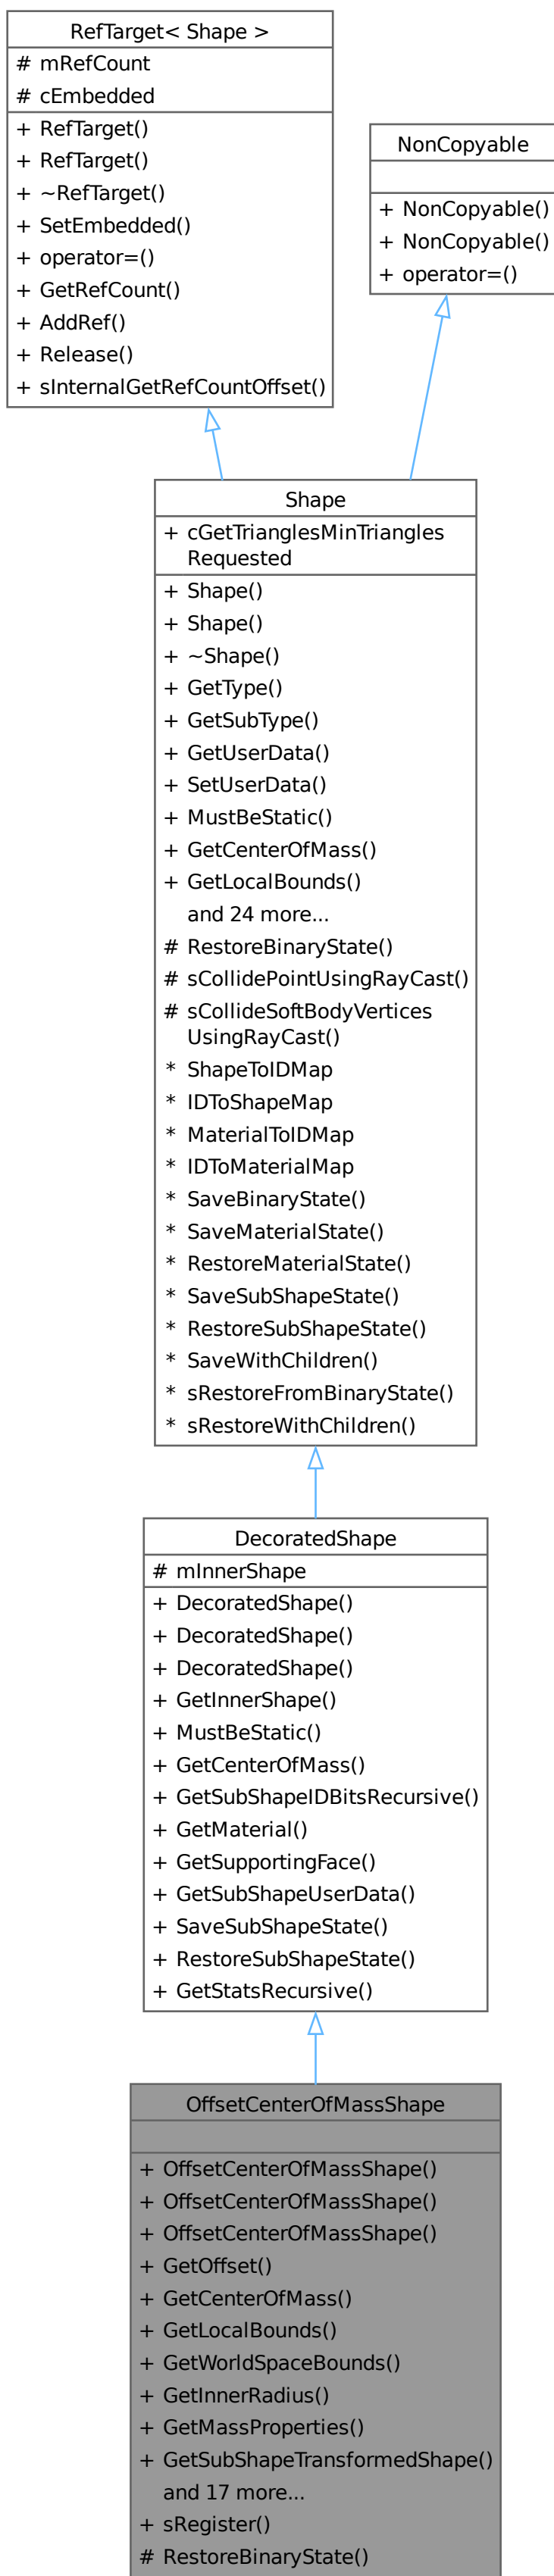 RefTarget< Shape >
# mRefCount
# cEmbedded
+ RefTarget()
+ RefTarget()
+ ~RefTarget()
+ SetEmbedded()
+ operator=()
+ GetRefCount()
+ AddRef()
+ Release()
+ sInternalGetRefCountOffset()
NonCopyable
+ NonCopyable()
+ NonCopyable()
+ operator=()
Shape
+ cGetTrianglesMinTriangles
Requested
+ Shape()
+ Shape()
+ ~Shape()
+ GetType()
+ GetSubType()
+ GetUserData()
+ SetUserData()
+ MustBeStatic()
+ GetCenterOfMass()
+ GetLocalBounds()
and 24 more...
# RestoreBinaryState()
# sCollidePointUsingRayCast()
# sCollideSoftBodyVertices
UsingRayCast()
* ShapeToIDMap
* IDToShapeMap
* MaterialToIDMap
* IDToMaterialMap
* SaveBinaryState()
* SaveMaterialState()
* RestoreMaterialState()
* SaveSubShapeState()
* RestoreSubShapeState()
* SaveWithChildren()
* sRestoreFromBinaryState()
* sRestoreWithChildren()
DecoratedShape
# mInnerShape
+ DecoratedShape()
+ DecoratedShape()
+ DecoratedShape()
+ GetInnerShape()
+ MustBeStatic()
+ GetCenterOfMass()
+ GetSubShapeIDBitsRecursive()
+ GetMaterial()
+ GetSupportingFace()
+ GetSubShapeUserData()
+ SaveSubShapeState()
+ RestoreSubShapeState()
+ GetStatsRecursive()
OffsetCenterOfMassShape
+ OffsetCenterOfMassShape()
+ OffsetCenterOfMassShape()
+ OffsetCenterOfMassShape()
+ GetOffset()
+ GetCenterOfMass()
+ GetLocalBounds()
+ GetWorldSpaceBounds()
+ GetInnerRadius()
+ GetMassProperties()
+ GetSubShapeTransformedShape()
and 17 more...
+ sRegister()
# RestoreBinaryState()